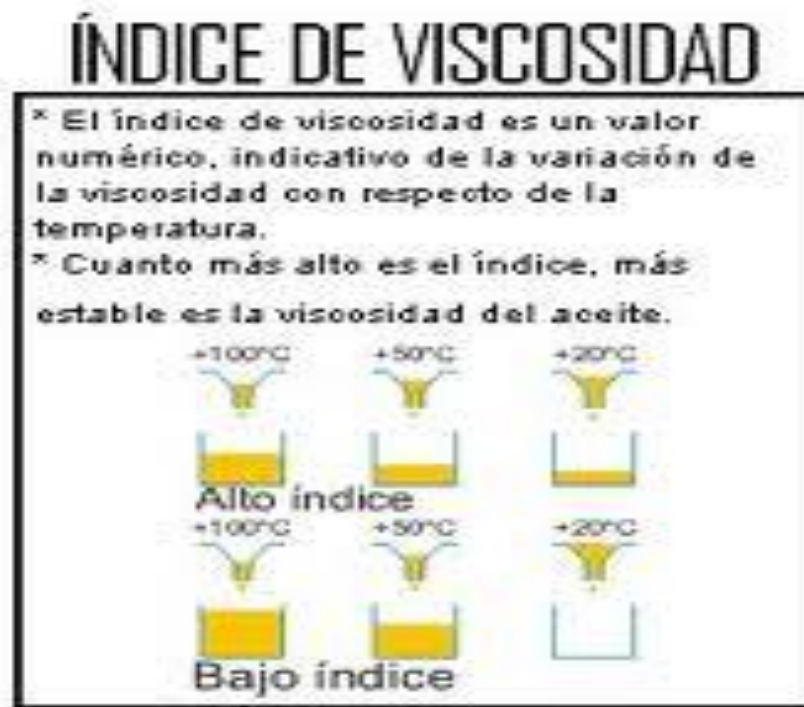 ÍNDICE DE VISCOSIDAD
* El índice de viscosidad es un valor
numérico, indicativo de la variación de
la viscosidad con respecto de la
temperatura.
* Cuanto más alto es el índice, más
estable es la viscosidad del aceite.
+100°C +50°C +20°C
Alto índice
+100°C +50°C +20°C
Bajo índice